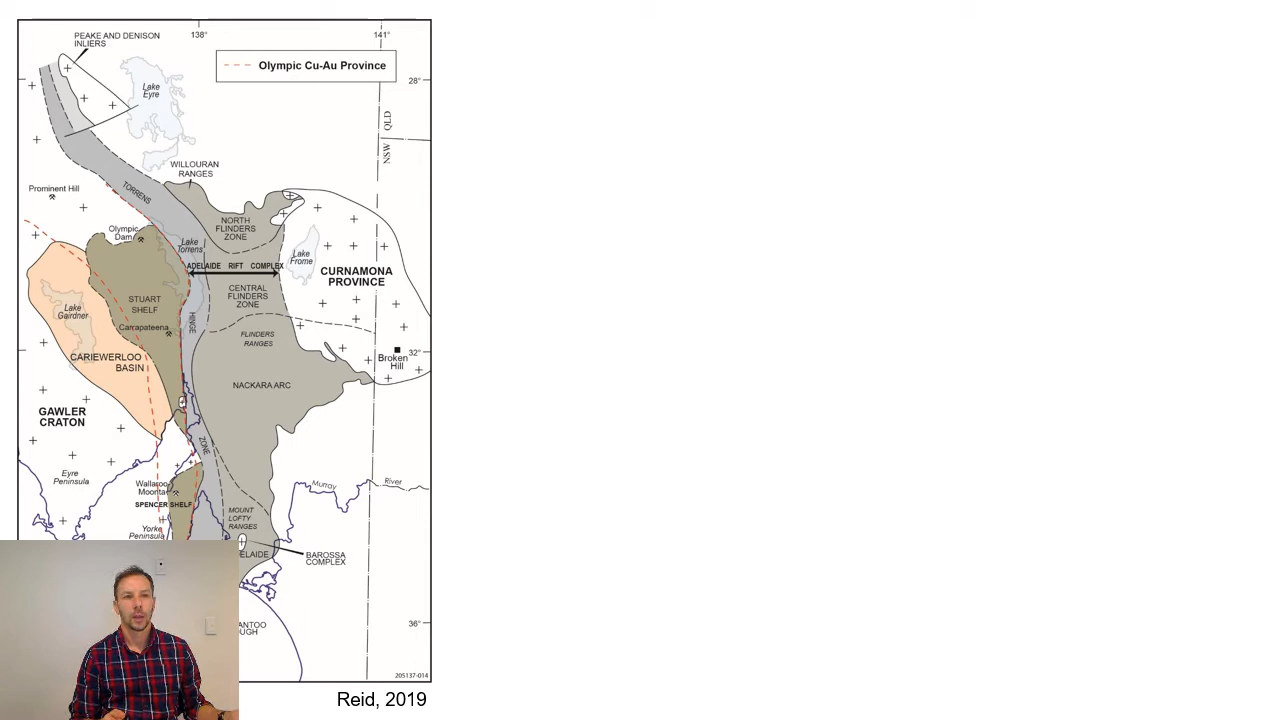 PEAKE AND DENISON
INLIERS
138°
141°
Olympic Cu-Au Province
28°
Lake
Eyre
QLD
NSW
WILLOURAN
RANGES
TORRENS
Prominent Hill
NORTH
FLINDERS
ZONE
Olympic
Dam
Lake
Torrens
Lake
Frome
ADELAIDE RIFT COMPLEX
CURNAMONA
PROVINCE
CENTRAL
FLINDERS
ZONE
STUART
SHELF
Lake
Gairdner
HINGE
Carrapateena
FLINDERS
RANGES
32°
Broken
Hill
CARIEWERLOO
BASIN
NACKARA ARC
GAWLER
CRATON
ZONE
Eyre
Peninsula
Wallaroo-
Moonta
Murray
River
SPENCER SHELF
MOUNT
LOFTY
RANGES
Yorke
Peninsula
ELAIDE
BAROSSA
COMPLEX
ANTOO
UGH
36°
205137-014
Reid, 2019